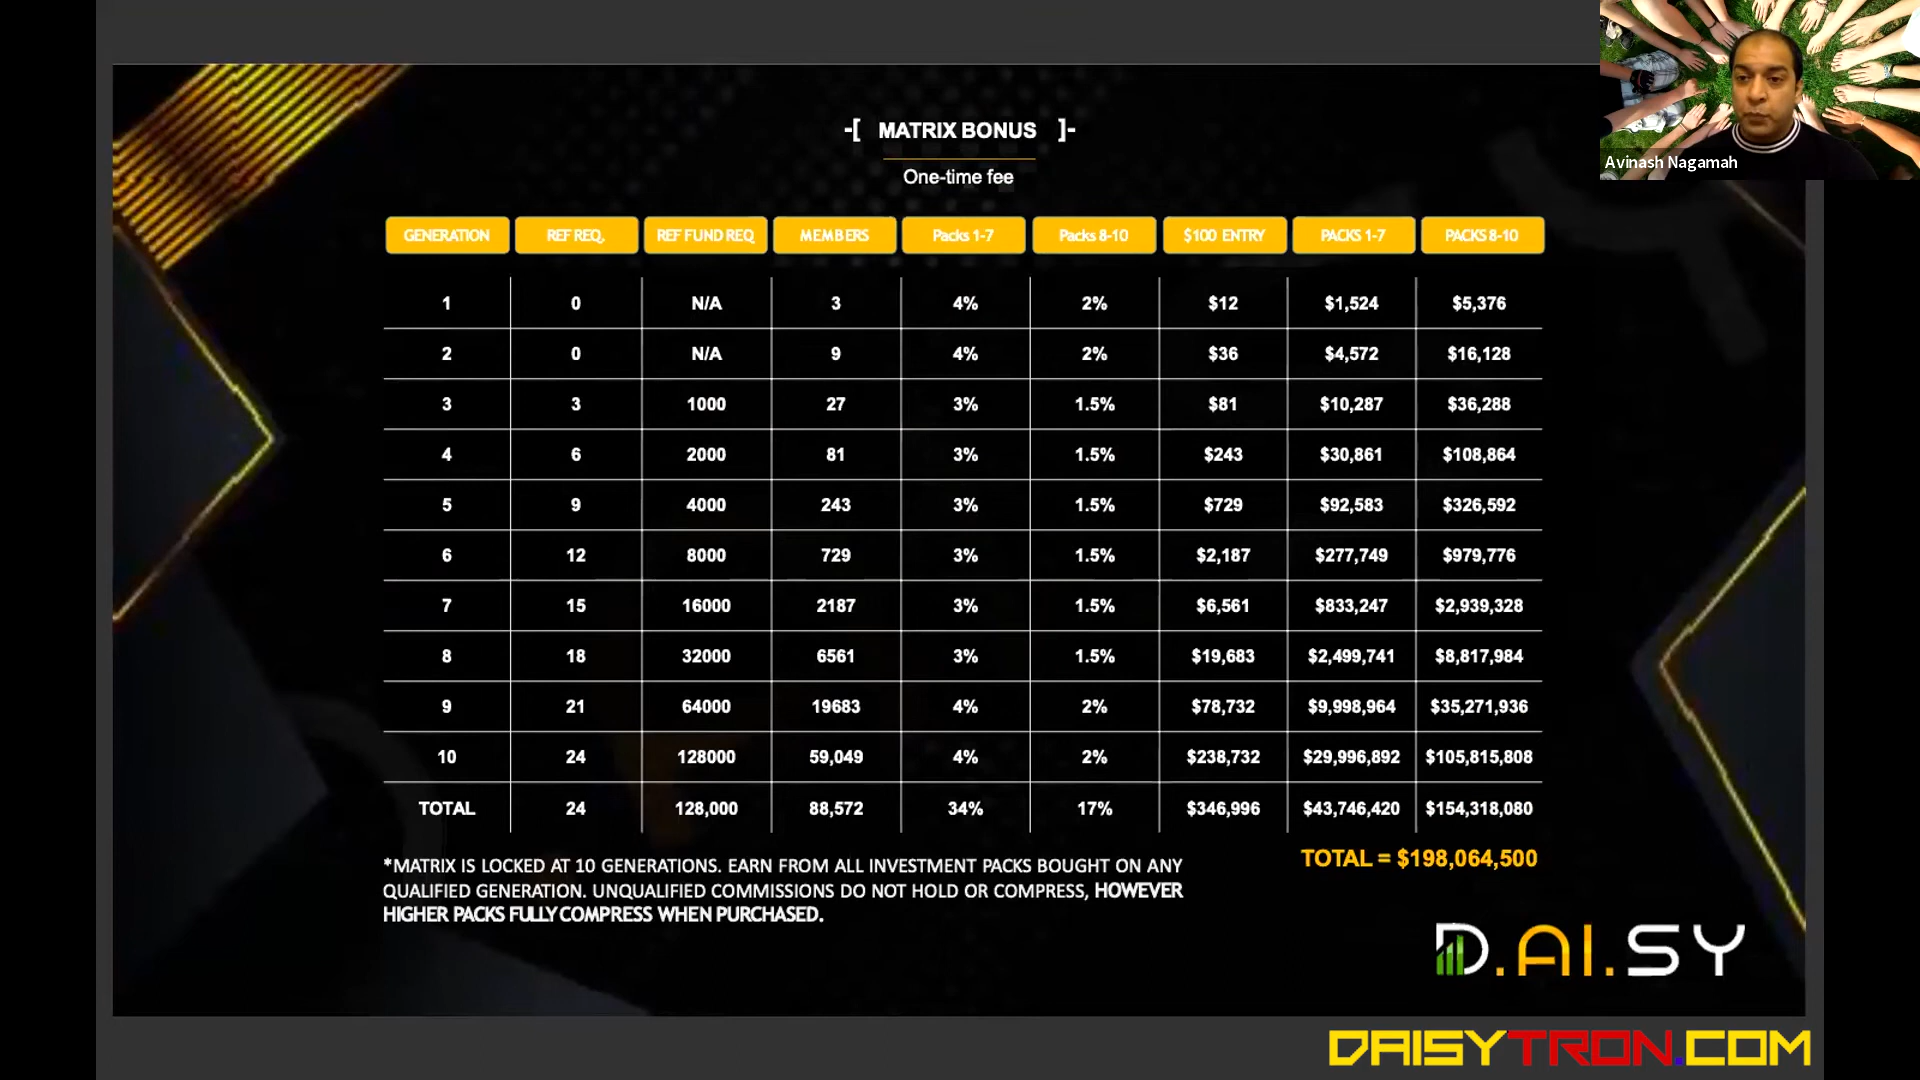 Avinash Nagamah
-[ MATRIX BONUS ]-
One-time fee
GENERATION REF REQ. REF FUND REQ MEMBERS Packs 1-7 Packs 8-10 $100 ENTRY PACKS 1-7 PACKS 8-10
1 0 N/A 3 4% 2% $12 $1,524 $5,376
2 0 N/A 9 4% 2% $36 $4,572 $16,128
3 3 1000 27 3% 1.5% $81 $10,287 $36,288
4 6 2000 81 3% 1.5% $243 $30,861 $108,864
5 9 4000 243 3% 1.5% $729 $92,583 $326,592
6 12 8000 729 3% 1.5% $2,187 $277,749 $979,776
7 15 16000 2187 3% 1.5% $6,561 $833,247 $2,939,328
8 18 32000 6561 3% 1.5% $19,683 $2,499,741 $8,817,984
9 21 64000 19683 4% 2% $78,732 $9,998,964 $35,271,936
10 24 128000 59,049 4% 2% $238,732 $29,996,892 $105,815,808
TOTAL 24 128,000 88,572 34% 17% $346,996 $43,746,420 $154,318,080
*MATRIX IS LOCKED AT 10 GENERATIONS. EARN FROM ALL INVESTMENT PACKS BOUGHT ON ANY
QUALIFIED GENERATION. UNQUALIFIED COMMISSIONS DO NOT HOLD OR COMPRESS, HOWEVER
HIGHER PACKS FULLY COMPRESS WHEN PURCHASED.
TOTAL = $198,064,500
D.AI.SY
DAISYTRON.COM